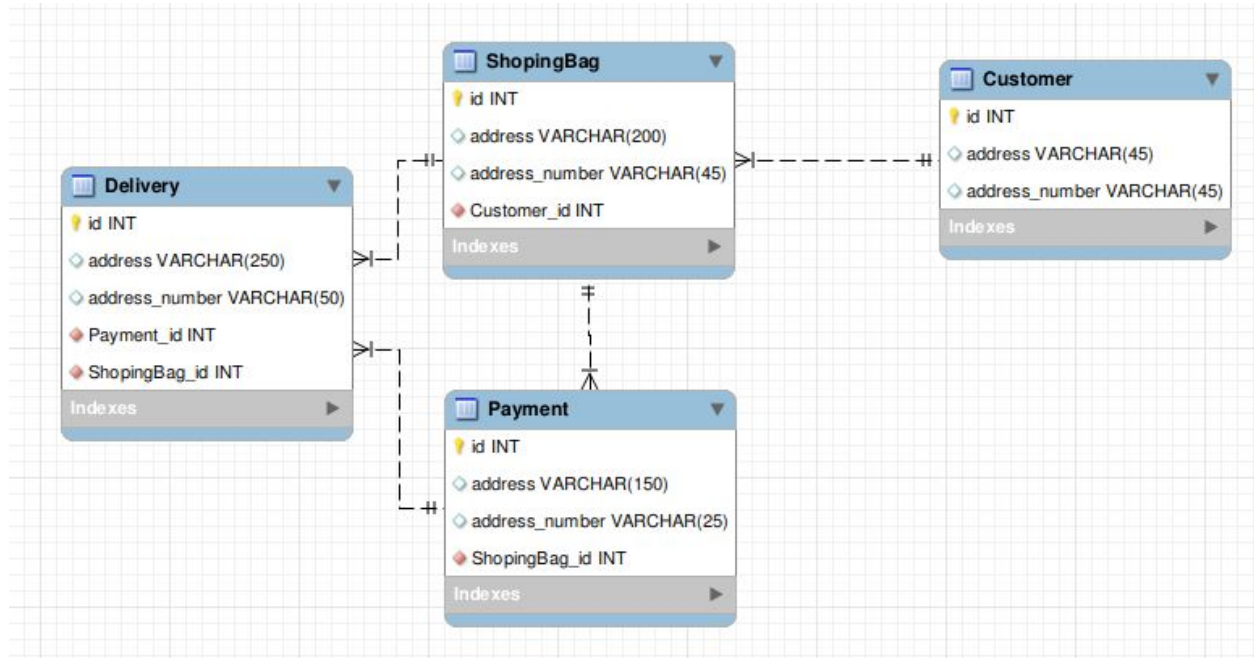 ShopingBag
id INT
address VARCHAR(200)
address_number VARCHAR(45)
Customer_id INT
Indexes
Customer
id INT
address VARCHAR(45)
address_number VARCHAR(45)
Indexes
Delivery
id INT
address VARCHAR(250)
address_number VARCHAR(50)
Payment_id INT
ShopingBag_id INT
Indexes
Payment
id INT
address VARCHAR(150)
address_number VARCHAR(25)
ShopingBag_id INT
Indexes